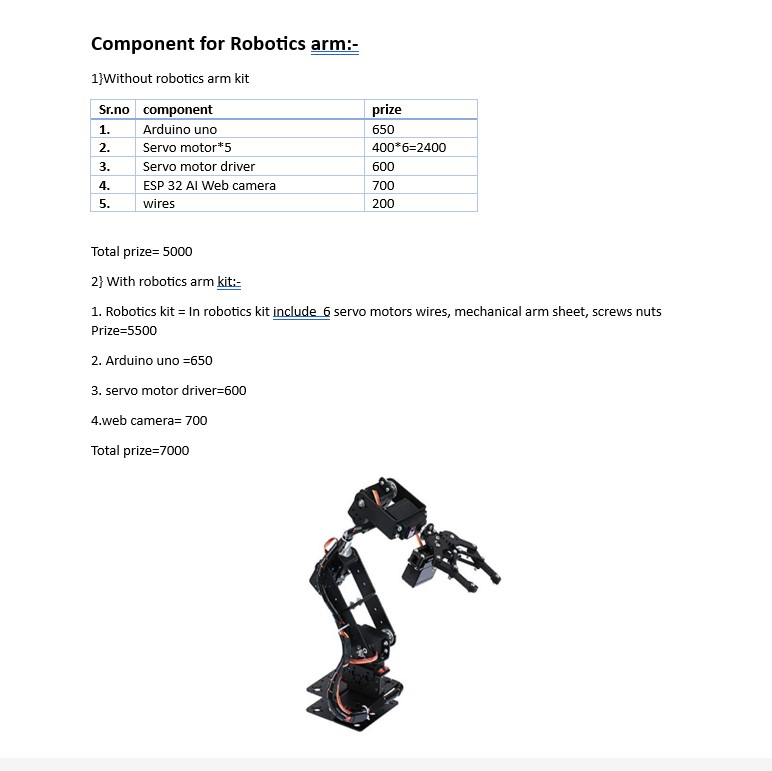 Component for Robotics arm:-
1}Without robotics arm kit
Sr.no component prize
1. Arduino uno 650
2. Servo motor*5 400*6=2400
3. Servo motor driver 600
4. ESP 32 AI Web camera 700
5. wires 200
Total prize= 5000
2} With robotics arm kit:-
1. Robotics kit = In robotics kit include  6 servo motors wires, mechanical arm sheet, screws nuts
Prize=5500
2. Arduino uno =650
3. servo motor driver=600
4.web camera= 700
Total prize=7000